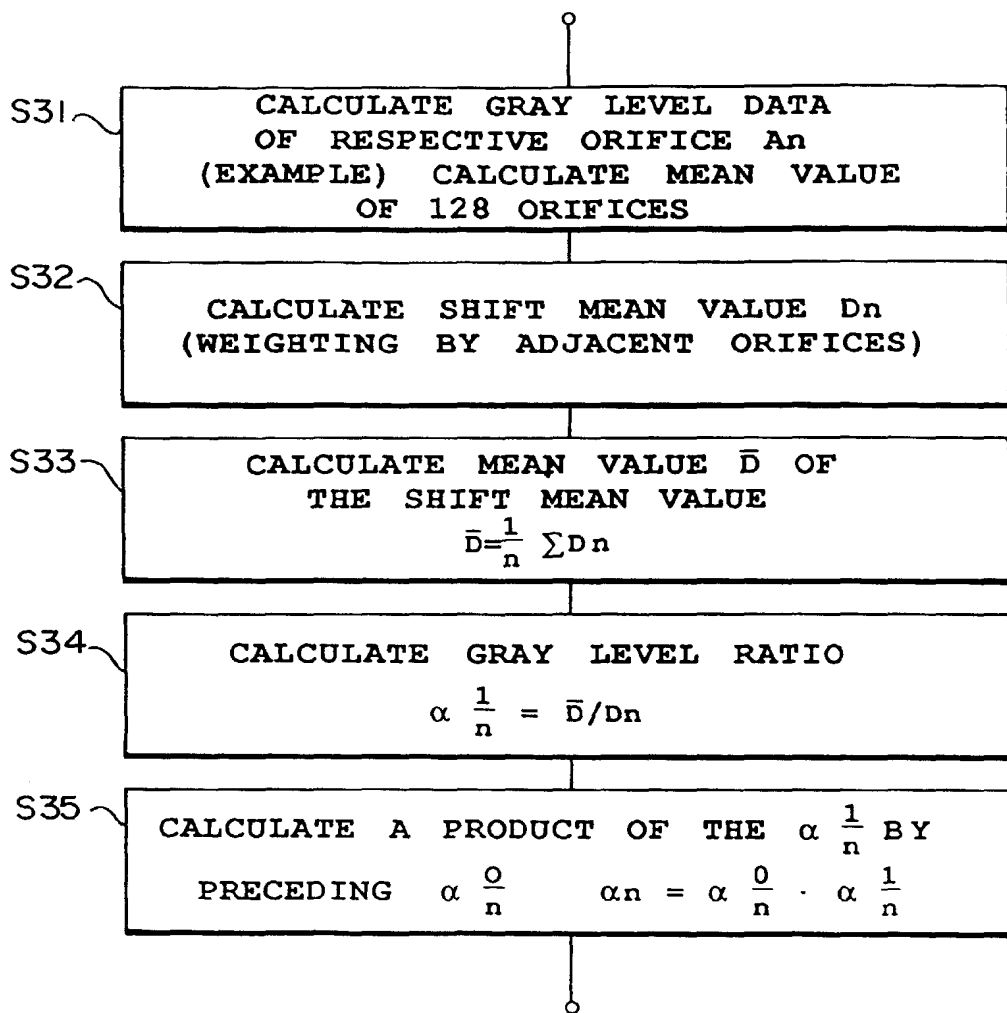 S31
CALCULATE GRAY LEVEL DATA
OF RESPECTIVE ORIFICE An
(EXAMPLE) CALCULATE MEAN VALUE
OF 128 ORIFICES
S32
CALCULATE SHIFT MEAN VALUE Dn
(WEIGHTING BY ADJACENT ORIFICES)
S33
CALCULATE MEAN VALUE D̄ OF
THE SHIFT MEAN VALUE
D̄=1/n ∑Dn
S34
CALCULATE GRAY LEVEL RATIO
α 1/n = D̄/Dn
S35
CALCULATE A PRODUCT OF THE α 1/n BY
PRECEDING α 0/n αn = α 0/n · α 1/n